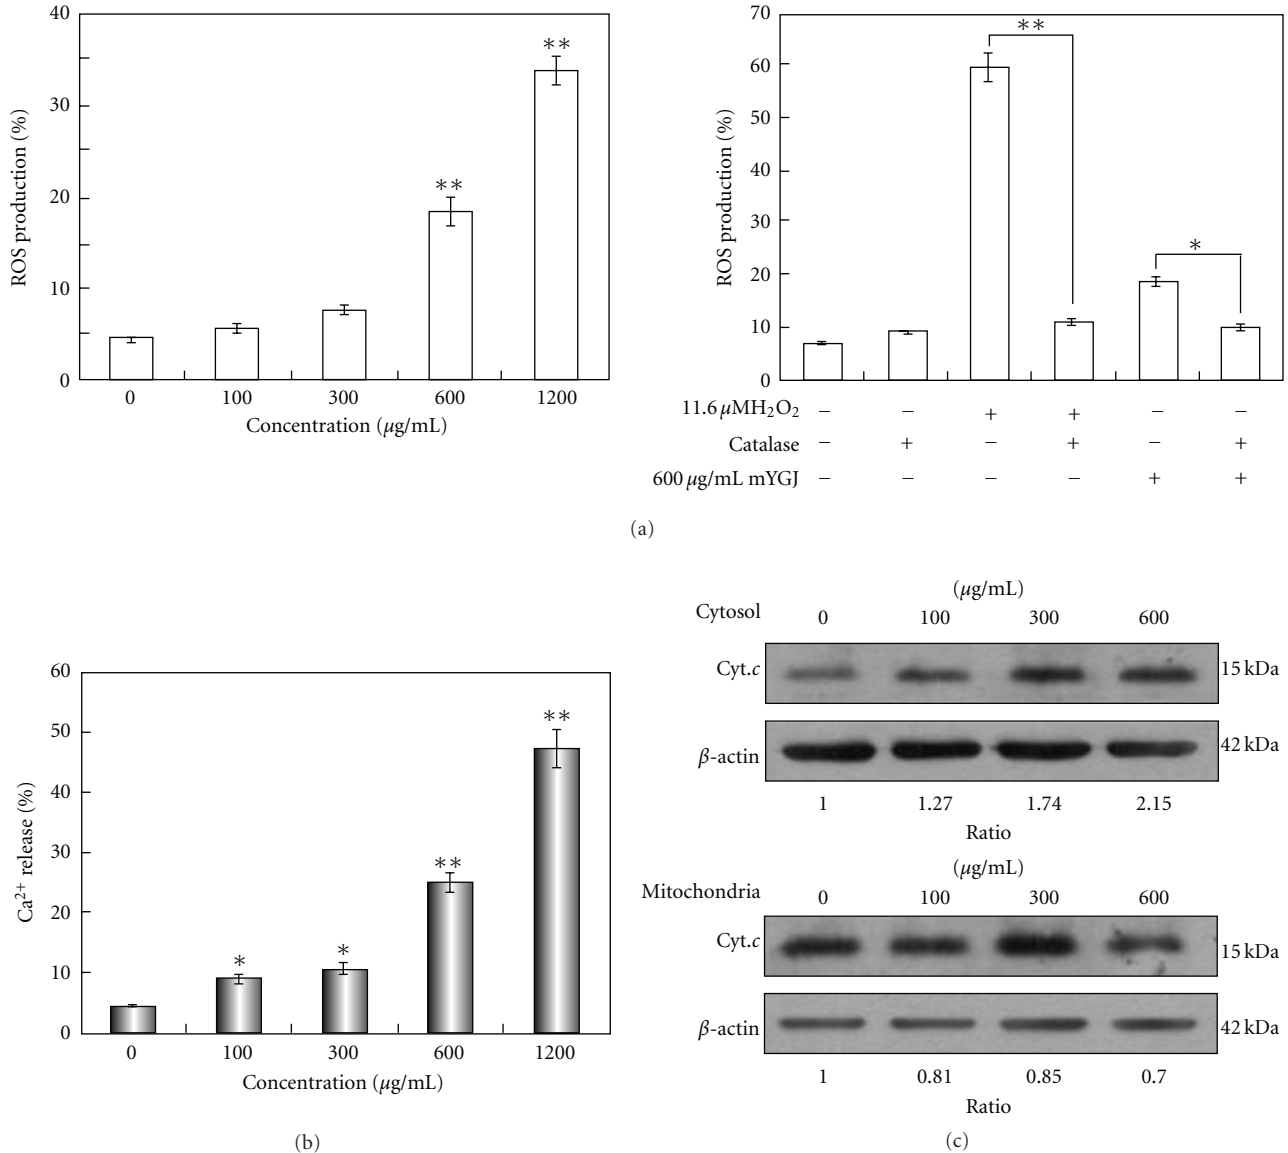 40
30
20
10
0
ROS production (%)
**
**
0 100 300 600 1200
Concentration (μg/mL)
70
60
50
40
30
20
10
0
ROS production (%)
**
*
11.6 μMH₂O₂ − − + + − −
Catalase − + − + − +
600 μg/mL mYGJ − − − − + +
(a)
60
50
40
30
20
10
0
Ca²⁺ release (%)
*
*
**
**
0 100 300 600 1200
Concentration (μg/mL)
(b)
(μg/mL)
Cytosol 0 100 300 600
Cyt.c 15 kDa
β-actin 42 kDa
1 1.27 1.74 2.15
Ratio
(μg/mL)
Mitochondria 0 100 300 600
Cyt.c 15 kDa
β-actin 42 kDa
1 0.81 0.85 0.7
Ratio
(c)